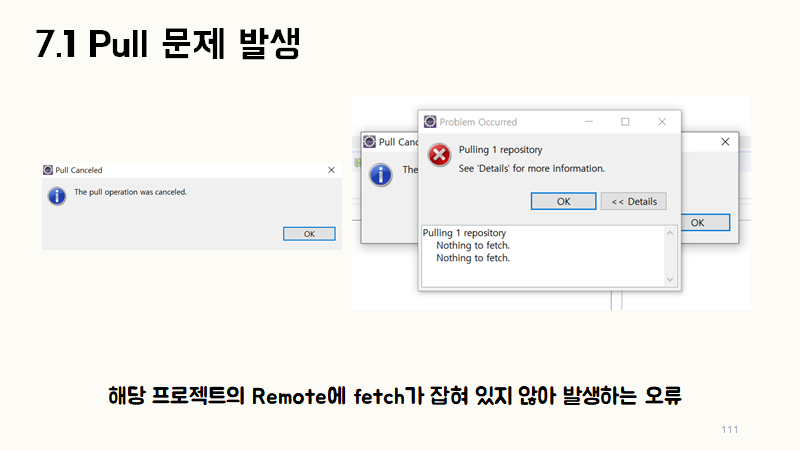 7.1 Pull 문제 발생
Pull Canceled
The pull operation was canceled.
OK
Pull Canc
The
OK
Problem Occurred
Pulling 1 repository
See 'Details' for more information.
OK
<< Details
Pulling 1 repository
Nothing to fetch.
Nothing to fetch.
해당 프로젝트의 Remote에 fetch가 잡혀 있지 않아 발생하는 오류
111